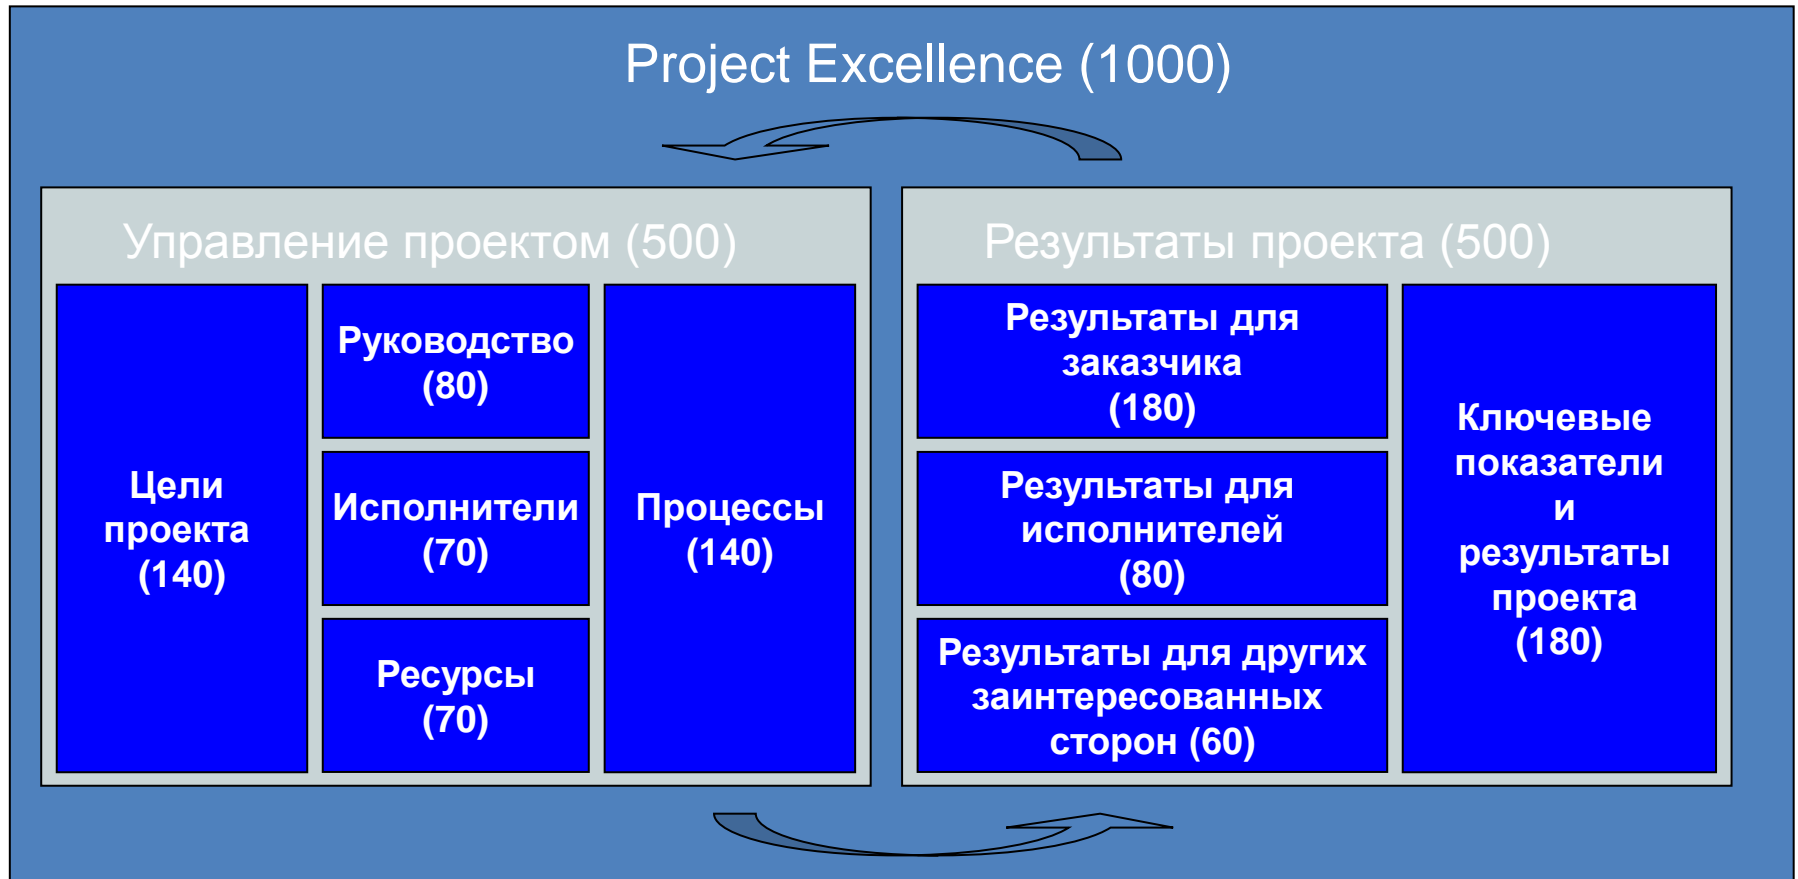 Project Excellence (1000)
Управление проектом (500)
Цели
проекта
(140)
Руководство
(80)
Исполнители
(70)
Ресурсы
(70)
Процессы
(140)
Результаты проекта (500)
Результаты для
заказчика
(180)
Результаты для
исполнителей
(80)
Результаты для других
заинтересованных
сторон (60)
Ключевые
показатели
и
результаты
проекта
(180)